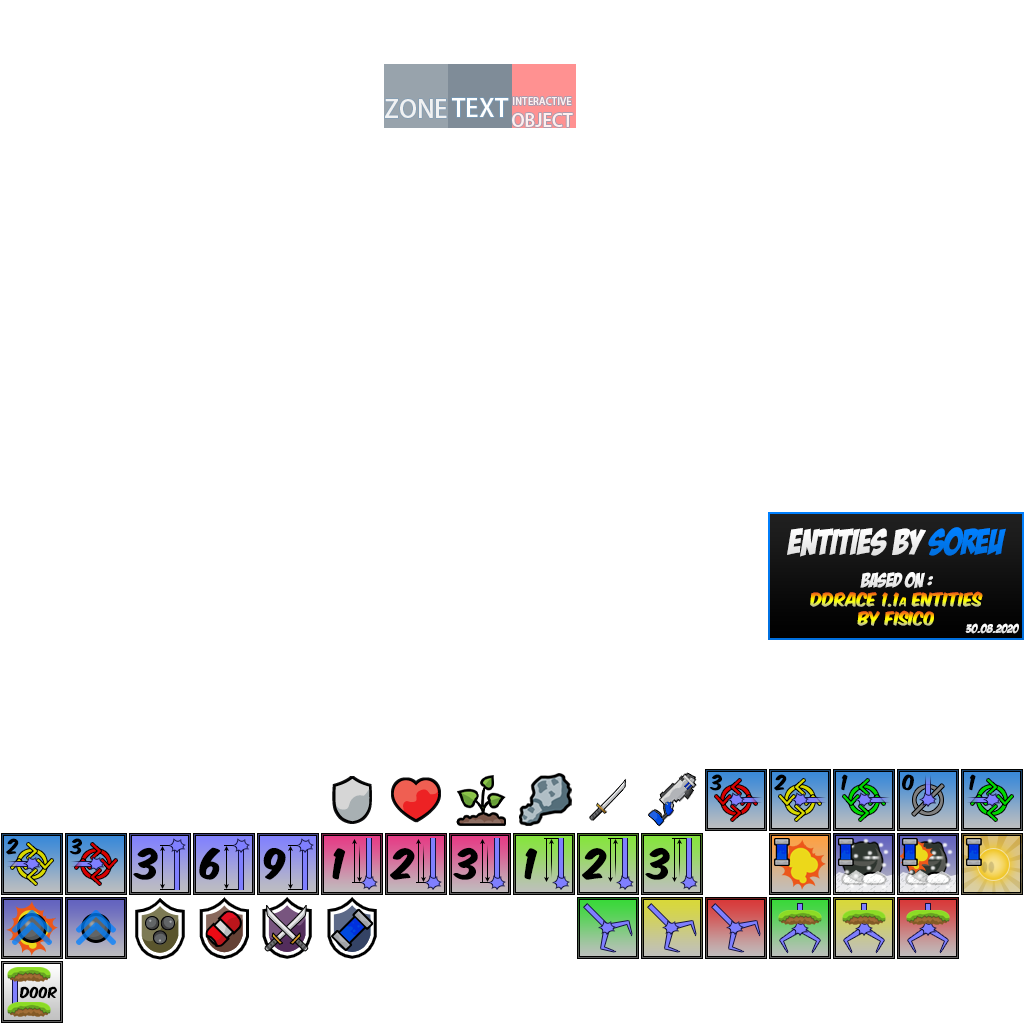 ZONE TEXT INTERACTIVE OBJECT
ENTITIES BY SOREU
BASED ON :
DDRACE 1.1A ENTITIES
BY FISICO
30.08.2020
3 2 1 0 1
2 3 3 6 9 1 2 3 1 2 3
DOOR